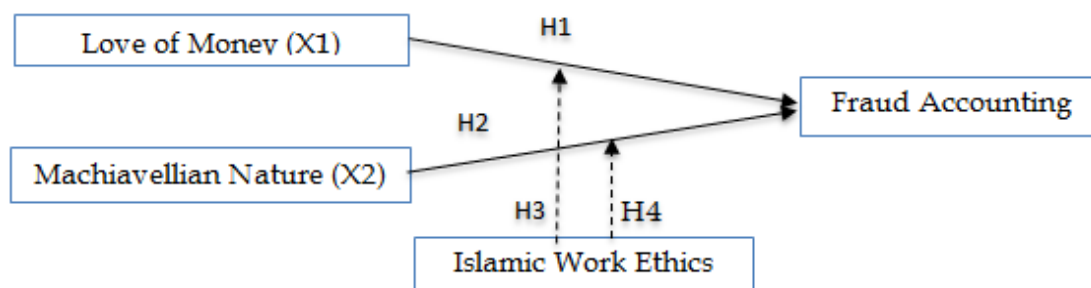 H1
Love of Money (X1)
Fraud Accounting
H2
Machiavellian Nature (X2)
H3
H4
Islamic Work Ethics